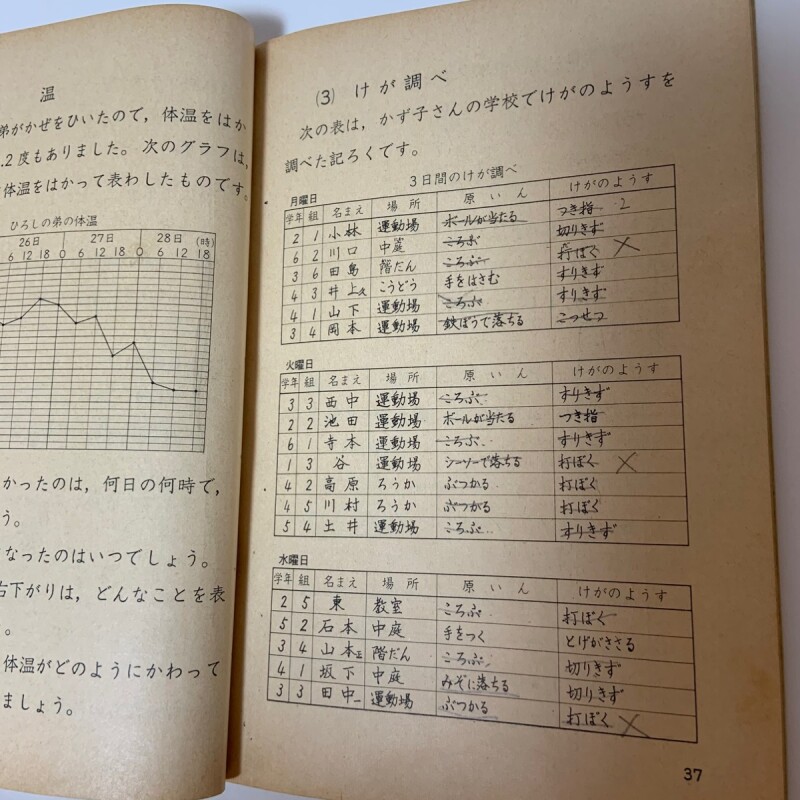 温
弟がかぜをひいたので，体温をはか
.2度もありました。次のグラフは，
体温をはかって表わしたものです。
ひろしの弟の体温
26日 27日 28日 (時)
6 12 18 0 6 12 18 0 6 12 18
かったのは，何日の何時で，
う。
なったのはいつでしょう。
右下がりは，どんなことを表
。
体温がどのようにかわって
ましょう。
(3) けが調べ
次の表は，かず子さんの学校でけがのようすを
調べた記ろくです。
3日間のけが調べ
月曜日
学年 組 名まえ 場所 原いん けがのようす
2 1 小林 運動場 ボールが当たる つき指 2
6 2 川口 中庭 ころぶ 切りきず
3 6 田島 階だん ころぶ 打ぼく ×
4 3 井上久 こうどう 手をはさむ すりきず
4 1 山下 運動場 ころぶ すりきず
3 4 岡本 運動場 鉄ぼうで落ちる こっせつ
火曜日
学年 組 名まえ 場所 原いん けがのようす
3 3 西中 運動場 ころぶ すりきず
2 2 池田 運動場 ボールが当たる つき指
6 1 寺本 運動場 ころぶ すりきず
1 3 谷 運動場 シーソーで落ちる 打ぼく ×
4 2 高原 ろうか ぶつかる 打ぼく
4 5 川村 ろうか ぶつかる 打ぼく
5 4 土井 運動場 ころぶ すりきず
水曜日
学年 組 名まえ 場所 原いん けがのようす
2 5 東 教室 ころぶ 打ぼく
5 2 石本 中庭 手をつく とげがささる
3 4 山本正 階だん ころぶ 切りきず
4 1 坂下 中庭 みぞに落ちる 切りきず
3 3 田中一 運動場 ぶつかる 打ぼく ×
37